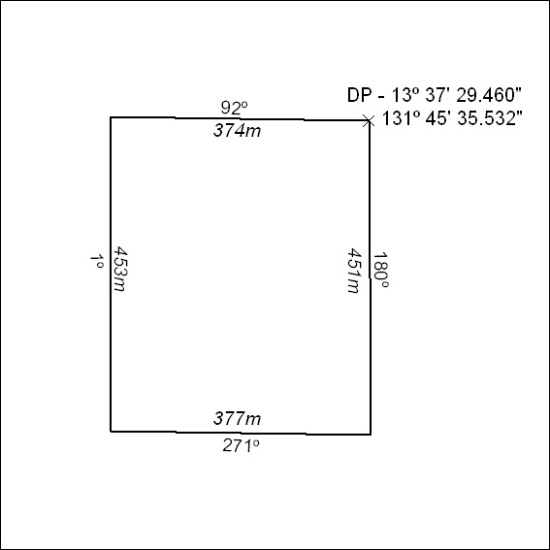 DP - 13º 37' 29.460"
131º 45' 35.532"
92º
374m
1º
453m
451m
180º
377m
271º